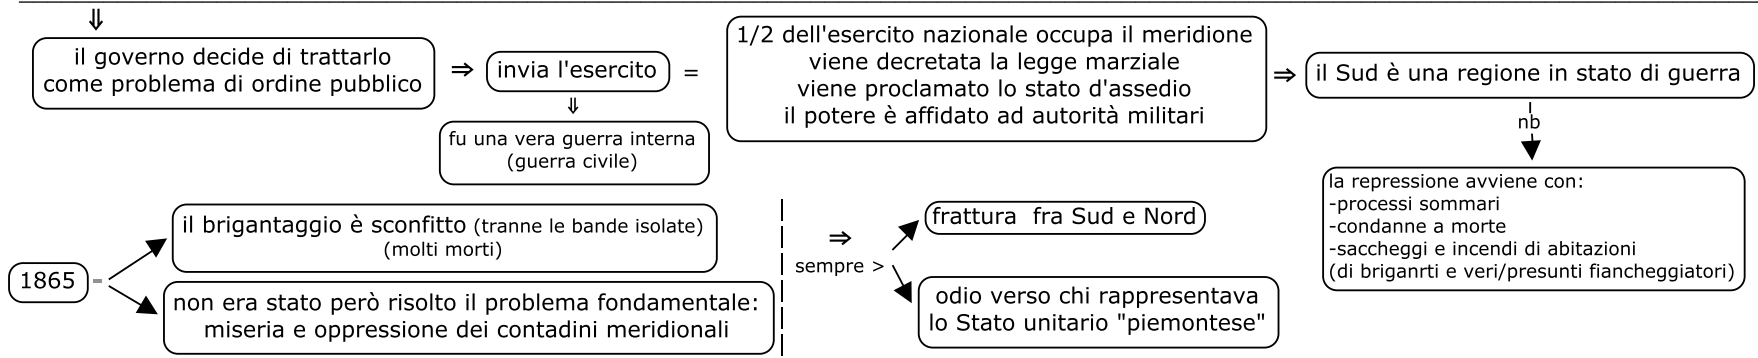 ⇓
il governo decide di trattarlo
come problema di ordine pubblico
⇒
invia l'esercito
=
⇓
fu una vera guerra interna
(guerra civile)
1/2 dell'esercito nazionale occupa il meridione
viene decretata la legge marziale
viene proclamato lo stato d'assedio
il potere è affidato ad autorità militari
⇒
il Sud è una regione in stato di guerra
nb
la repressione avviene con:
-processi sommari
-condanne a morte
-saccheggi e incendi di abitazioni
(di briganrti e veri/presunti fiancheggiatori)
1865
=
il brigantaggio è sconfitto (tranne le bande isolate)
(molti morti)
non era stato però risolto il problema fondamentale:
miseria e oppressione dei contadini meridionali
⇒
sempre >
frattura fra Sud e Nord
odio verso chi rappresentava
lo Stato unitario "piemontese"